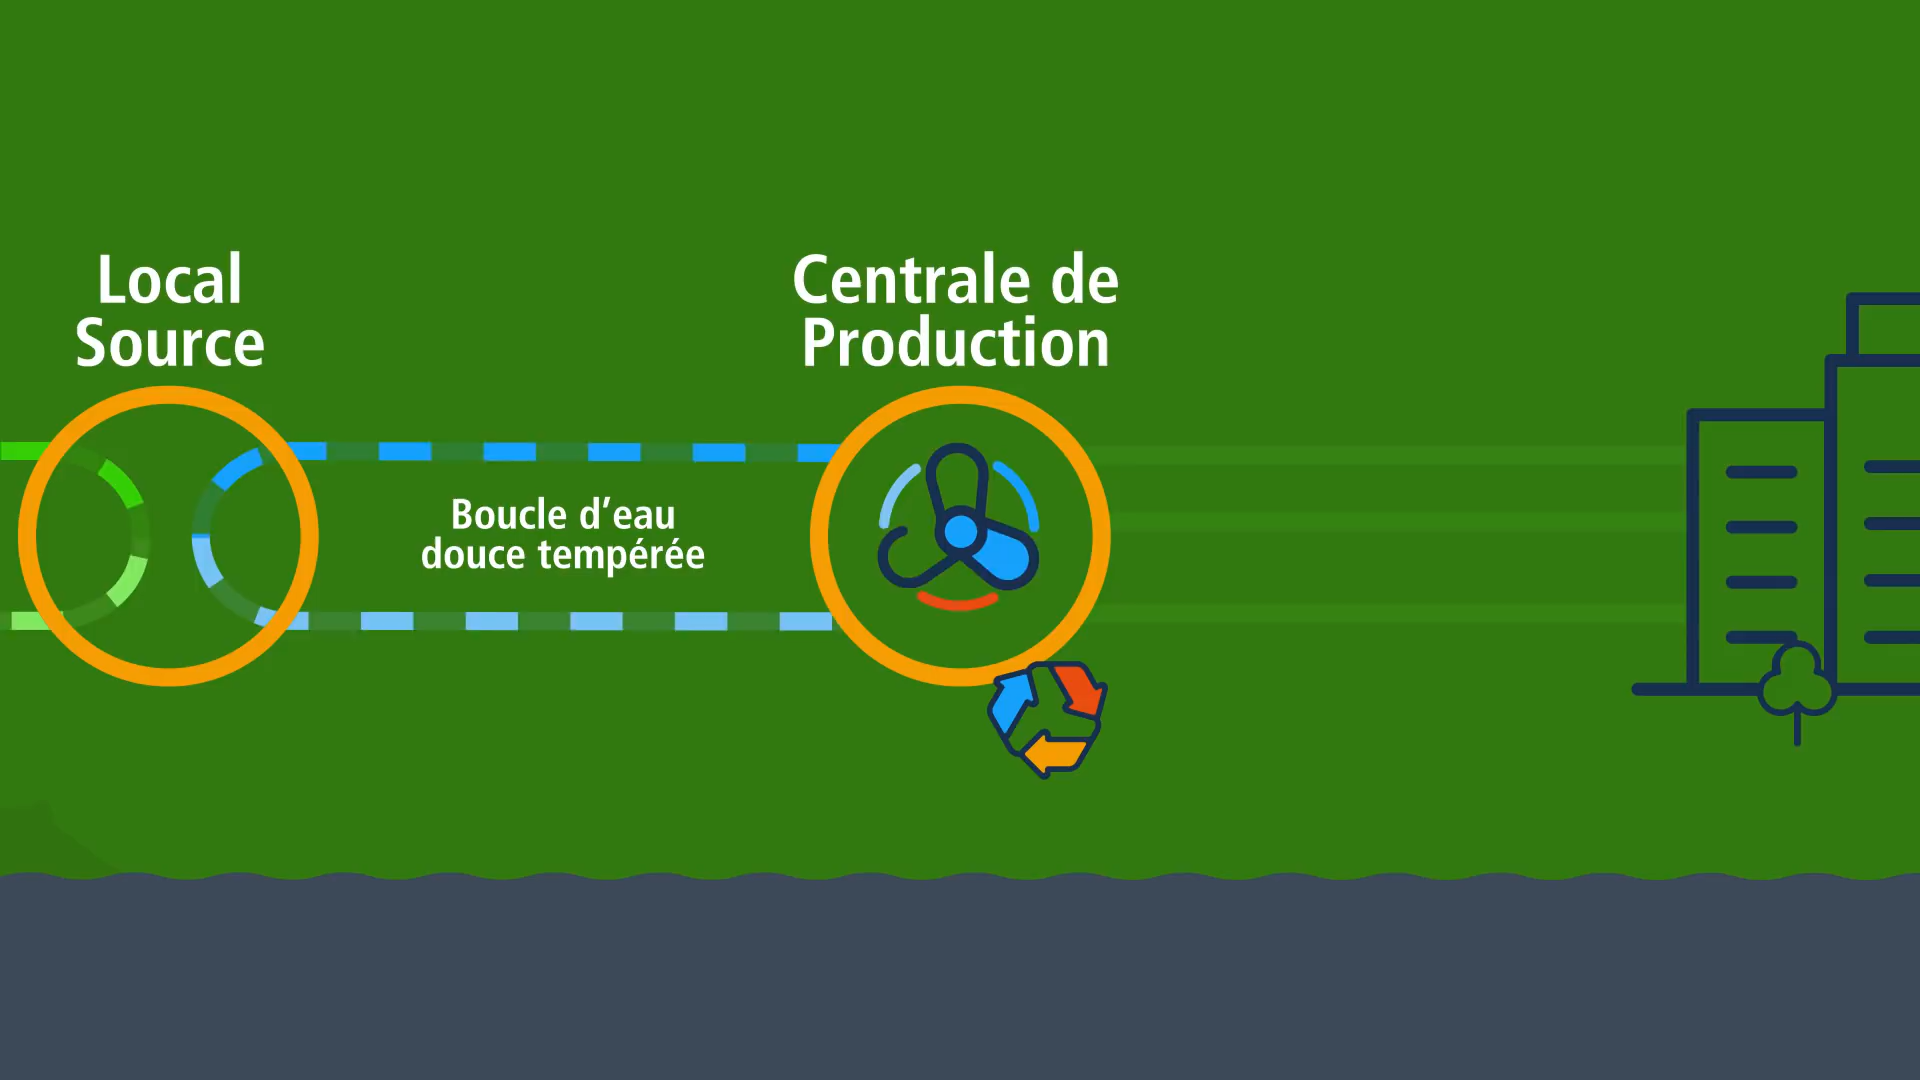 Local
Source
Centrale de
Production
Boucle d’eau
douce tempérée